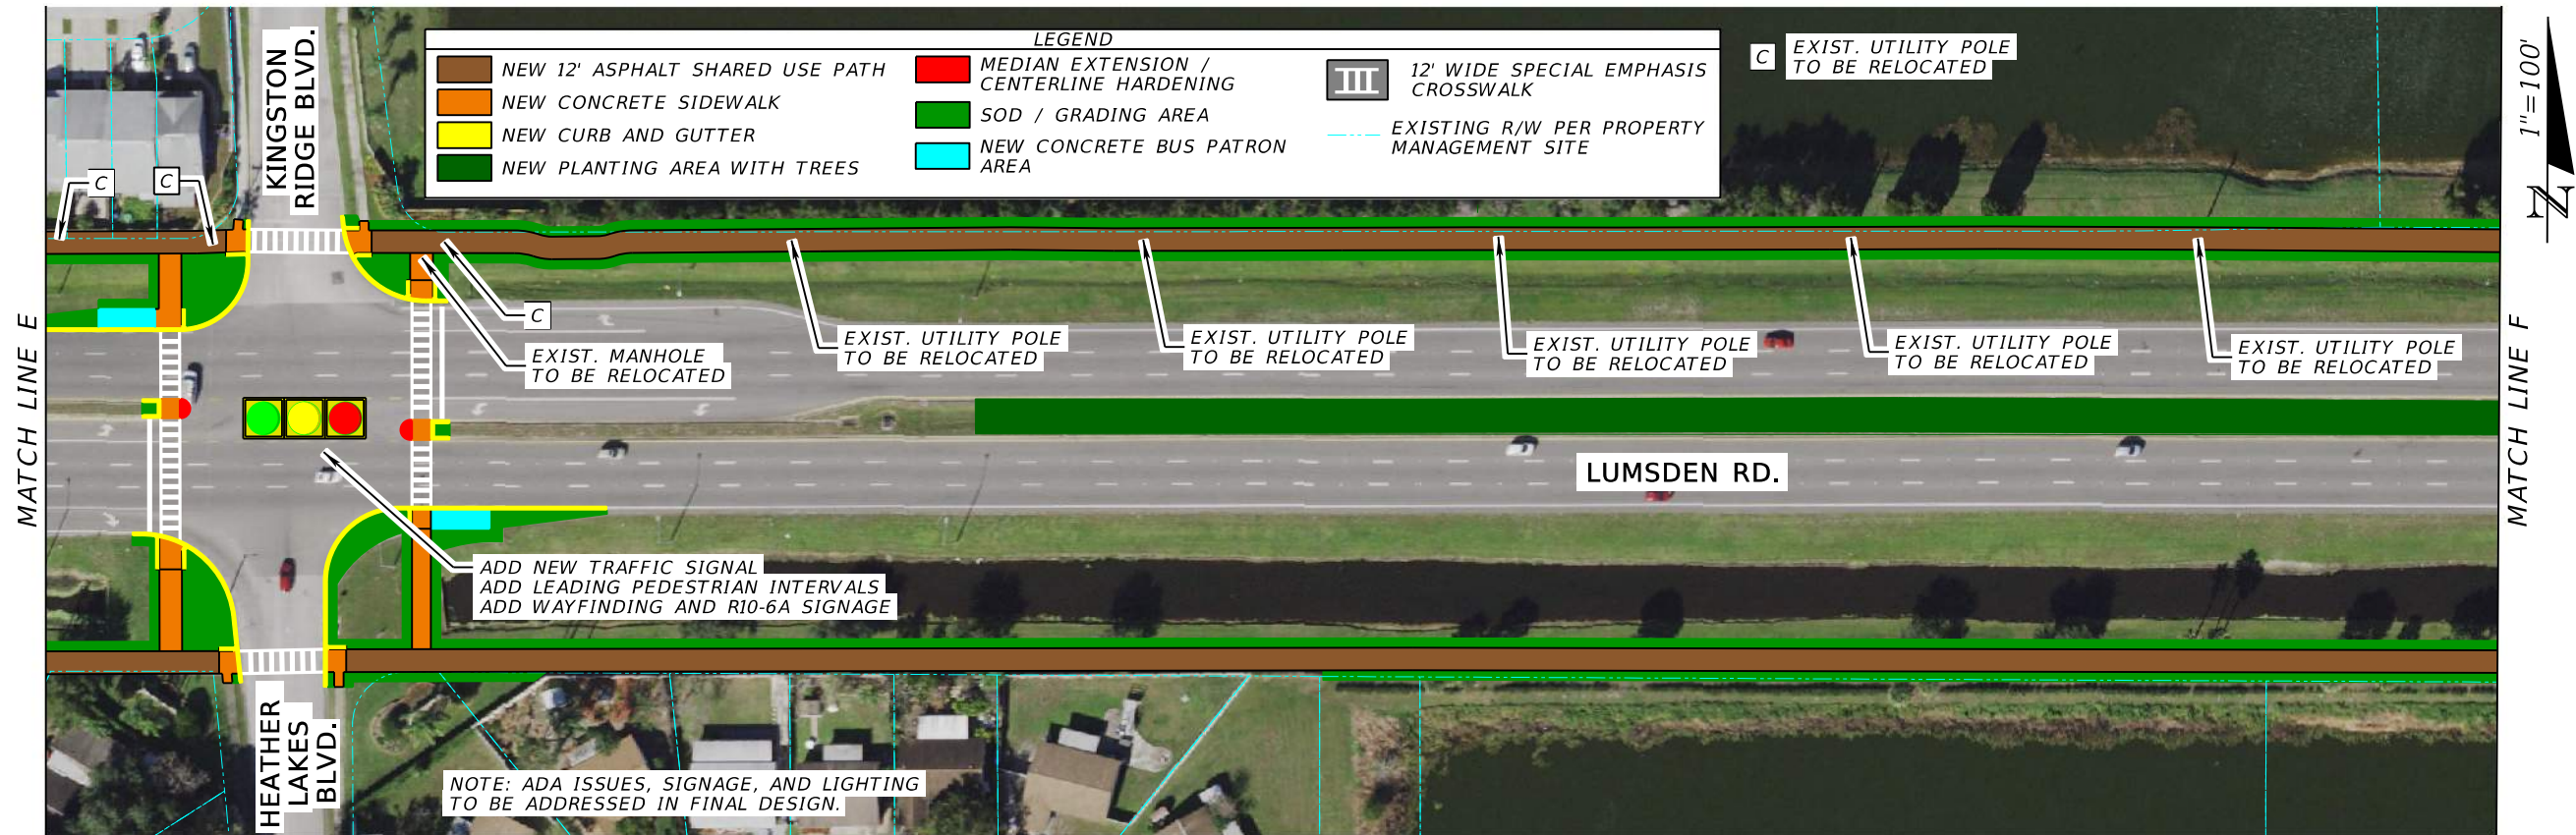 KINGSTON
RIDGE BLVD.
LEGEND
NEW 12' ASPHALT SHARED USE PATH
NEW CONCRETE SIDEWALK
NEW CURB AND GUTTER
NEW PLANTING AREA WITH TREES
MEDIAN EXTENSION /
CENTERLINE HARDENING
SOD / GRADING AREA
NEW CONCRETE BUS PATRON
AREA
12' WIDE SPECIAL EMPHASIS
CROSSWALK
EXISTING R/W PER PROPERTY
MANAGEMENT SITE
C
EXIST. UTILITY POLE
TO BE RELOCATED
1"=100'
N
C
C
C
EXIST. MANHOLE
TO BE RELOCATED
EXIST. UTILITY POLE
TO BE RELOCATED
EXIST. UTILITY POLE
TO BE RELOCATED
EXIST. UTILITY POLE
TO BE RELOCATED
EXIST. UTILITY POLE
TO BE RELOCATED
EXIST. UTILITY POLE
TO BE RELOCATED
MATCH LINE E
MATCH LINE F
LUMSDEN RD.
ADD NEW TRAFFIC SIGNAL
ADD LEADING PEDESTRIAN INTERVALS
ADD WAYFINDING AND R10-6A SIGNAGE
HEATHER
LAKES
BLVD.
NOTE: ADA ISSUES, SIGNAGE, AND LIGHTING
TO BE ADDRESSED IN FINAL DESIGN.